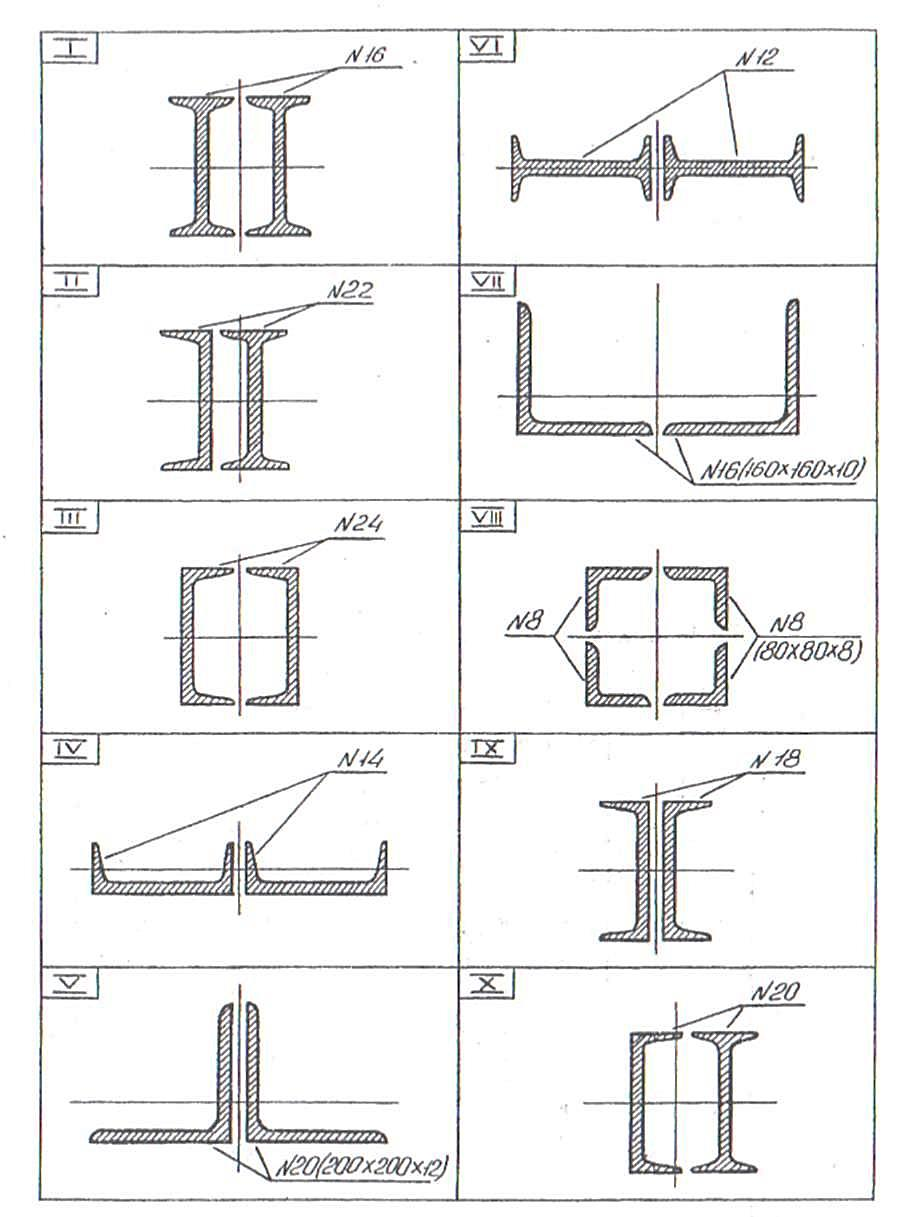 I
N16
II
N22
III
N24
IV
N14
V
N20(200×200×12)
VI
N12
VII
N16(160×160×10)
VIII
N8
N8
(80×80×8)
IX
N18
X
N20